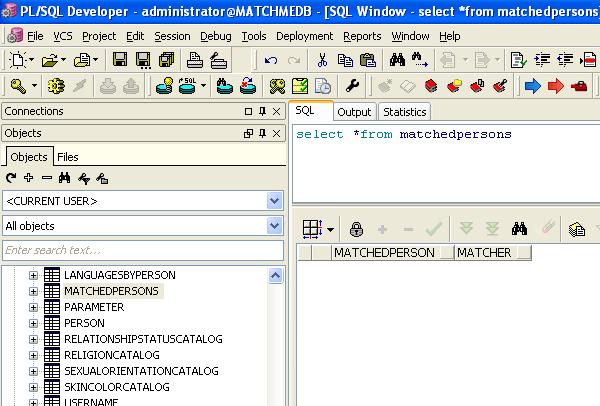 PL/SQL Developer - administrator@MATCHMEDB - [SQL Window - select *from matchedpersons]
File VCS Project Edit Session Debug Tools Deployment Reports Window Help
SQL
Connections
Objects
Objects Files
<CURRENT USER>
All objects
Enter search text...
LANGUAGESBYPERSON
MATCHEDPERSONS
PARAMETER
PERSON
RELATIONSHIPSTATUSCATALOG
RELIGIONCATALOG
SEXUALORIENTATIONCATALOG
SKINCOLORCATALOG
USERNAME
SQL Output Statistics
select *from matchedpersons
MATCHEDPERSON MATCHER